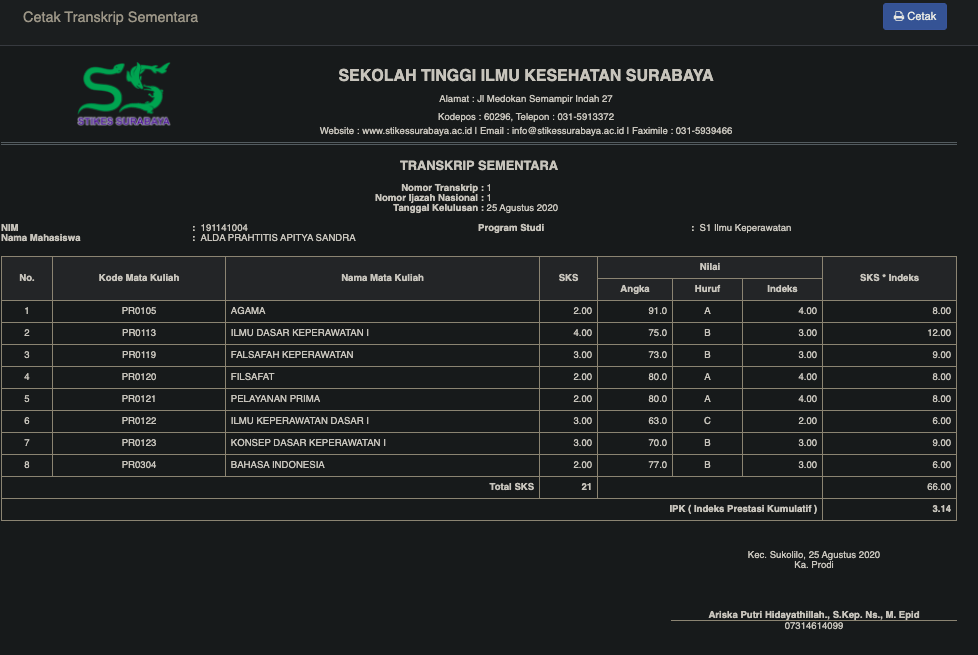 Cetak Transkrip Sementara
Cetak
STIKES SURABAYA
SEKOLAH TINGGI ILMU KESEHATAN SURABAYA
Alamat : Jl Medokan Semampir Indah 27
Kodepos : 60296, Telepon : 031-5913372
Website : www.stikessurabaya.ac.id I Email : info@stikessurabaya.ac.id I Faximile : 031-5939466
TRANSKRIP SEMENTARA
Nomor Transkrip : 1
Nomor Ijazah Nasional : 1
Tanggal Kelulusan : 25 Agustus 2020
NIM : 191141004 Program Studi : S1 Ilmu Keperawatan
Nama Mahasiswa : ALDA PRAHTITIS APITYA SANDRA
No. Kode Mata Kuliah Nama Mata Kuliah SKS Nilai SKS * Indeks
Angka Huruf Indeks
1 PR0105 AGAMA 2.00 91.0 A 4.00 8.00
2 PR0113 ILMU DASAR KEPERAWATAN I 4.00 75.0 B 3.00 12.00
3 PR0119 FALSAFAH KEPERAWATAN 3.00 73.0 B 3.00 9.00
4 PR0120 FILSAFAT 2.00 80.0 A 4.00 8.00
5 PR0121 PELAYANAN PRIMA 2.00 80.0 A 4.00 8.00
6 PR0122 ILMU KEPERAWATAN DASAR I 3.00 63.0 C 2.00 6.00
7 PR0123 KONSEP DASAR KEPERAWATAN I 3.00 70.0 B 3.00 9.00
8 PR0304 BAHASA INDONESIA 2.00 77.0 B 3.00 6.00
Total SKS 21 66.00
IPK ( Indeks Prestasi Kumulatif ) 3.14
Kec. Sukolilo, 25 Agustus 2020
Ka. Prodi
Ariska Putri Hidayathillah., S.Kep. Ns., M. Epid
07314614099